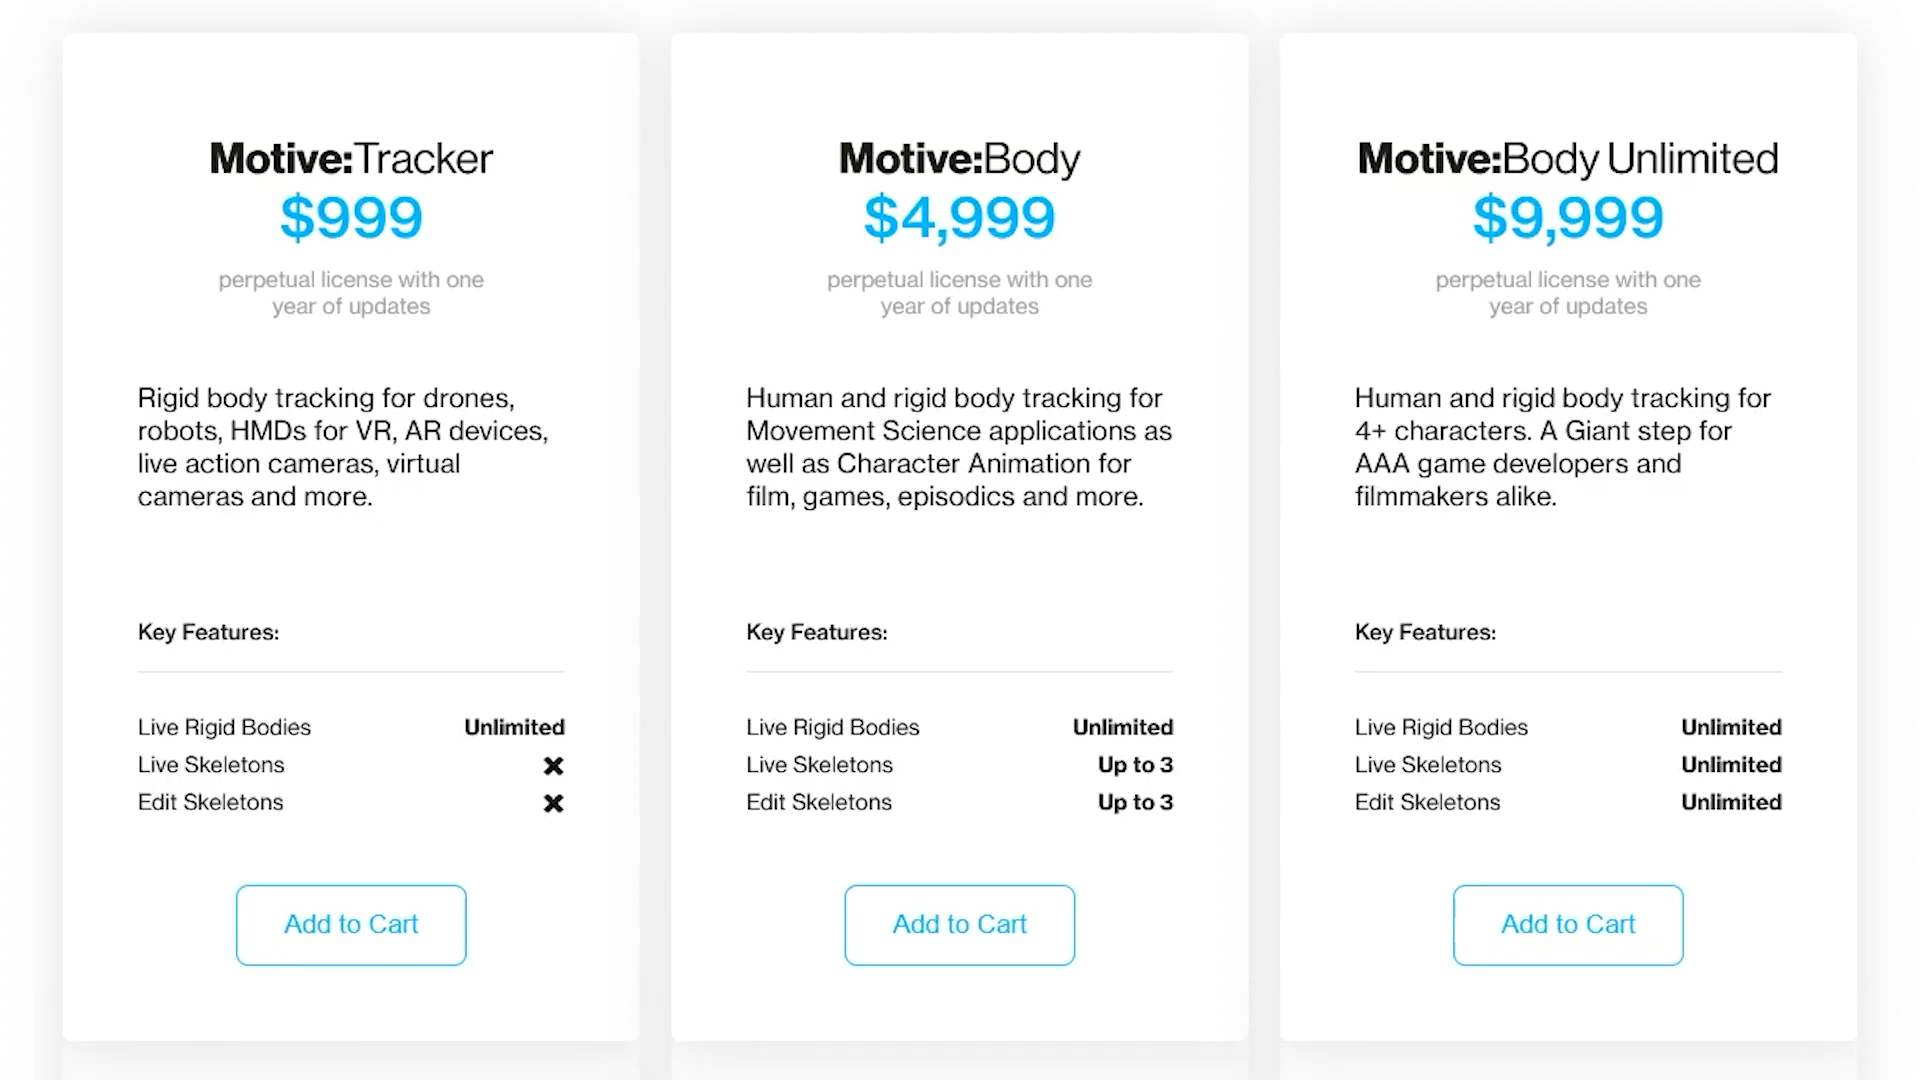 Motive:Tracker
$999
perpetual license with one
year of updates
Rigid body tracking for drones,
robots, HMDs for VR, AR devices,
live action cameras, virtual
cameras and more.
Key Features:
Live Rigid Bodies Unlimited
Live Skeletons ✖
Edit Skeletons ✖
Add to Cart
Motive:Body
$4,999
perpetual license with one
year of updates
Human and rigid body tracking for
Movement Science applications as
well as Character Animation for
film, games, episodics and more.
Key Features:
Live Rigid Bodies Unlimited
Live Skeletons Up to 3
Edit Skeletons Up to 3
Add to Cart
Motive:Body Unlimited
$9,999
perpetual license with one
year of updates
Human and rigid body tracking for
4+ characters. A Giant step for
AAA game developers and
filmmakers alike.
Key Features:
Live Rigid Bodies Unlimited
Live Skeletons Unlimited
Edit Skeletons Unlimited
Add to Cart